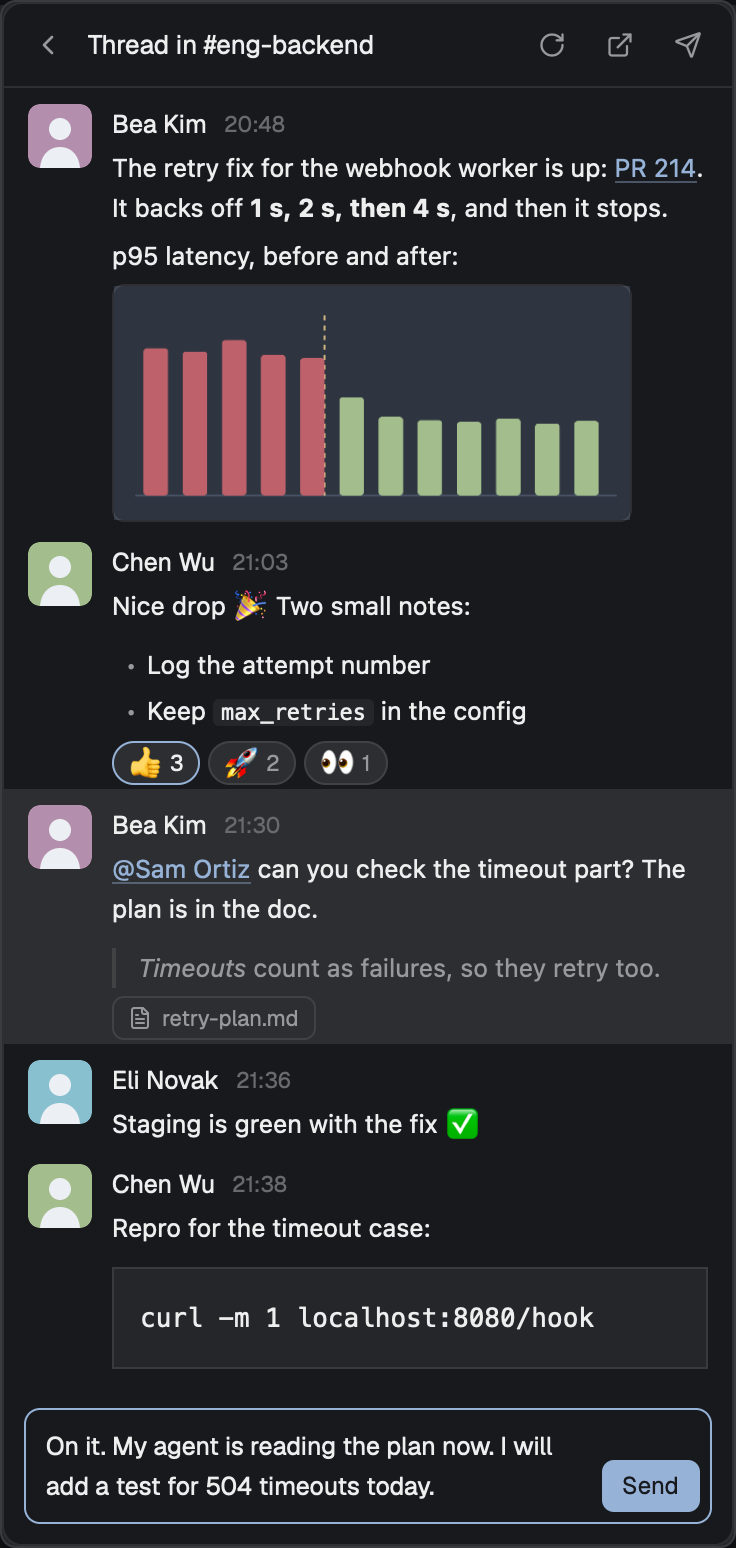 Thread in #eng-backend
Bea Kim 20:48
The retry fix for the webhook worker is up: PR 214.
It backs off 1 s, 2 s, then 4 s, and then it stops.
p95 latency, before and after:
Chen Wu 21:03
Nice drop 🎉 Two small notes:
• Log the attempt number
• Keep max_retries in the config
👍 3 🚀 2 👀 1
Bea Kim 21:30
@Sam Ortiz can you check the timeout part? The
plan is in the doc.
Timeouts count as failures, so they retry too.
retry-plan.md
Eli Novak 21:36
Staging is green with the fix ✅
Chen Wu 21:38
Repro for the timeout case:
curl -m 1 localhost:8080/hook
On it. My agent is reading the plan now. I will
add a test for 504 timeouts today.
Send